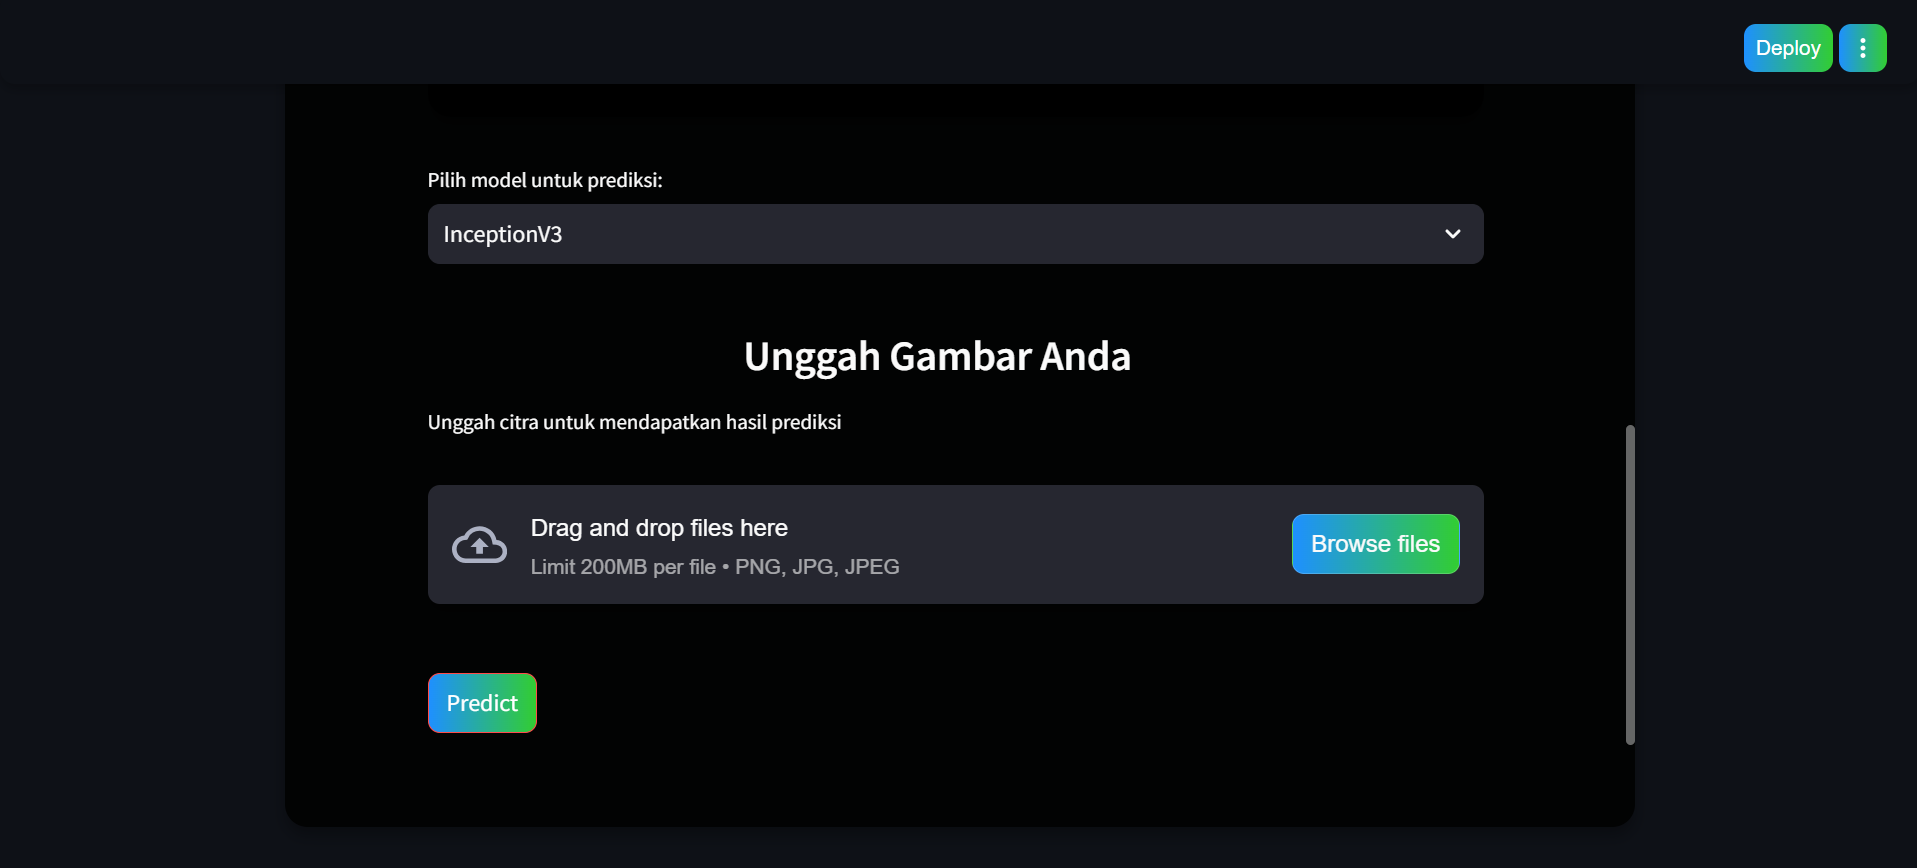 Deploy
Pilih model untuk prediksi:
InceptionV3
Unggah Gambar Anda
Unggah citra untuk mendapatkan hasil prediksi
Drag and drop files here
Limit 200MB per file • PNG, JPG, JPEG
Browse files
Predict